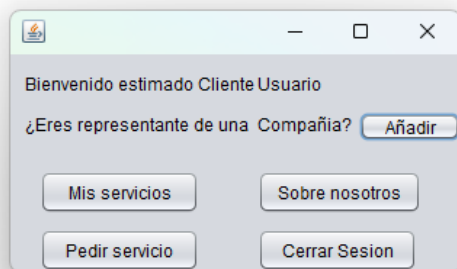 Bienvenido estimado Cliente Usuario
¿Eres representante de una Compañia? Añadir
Mis servicios Sobre nosotros
Pedir servicio Cerrar Sesion